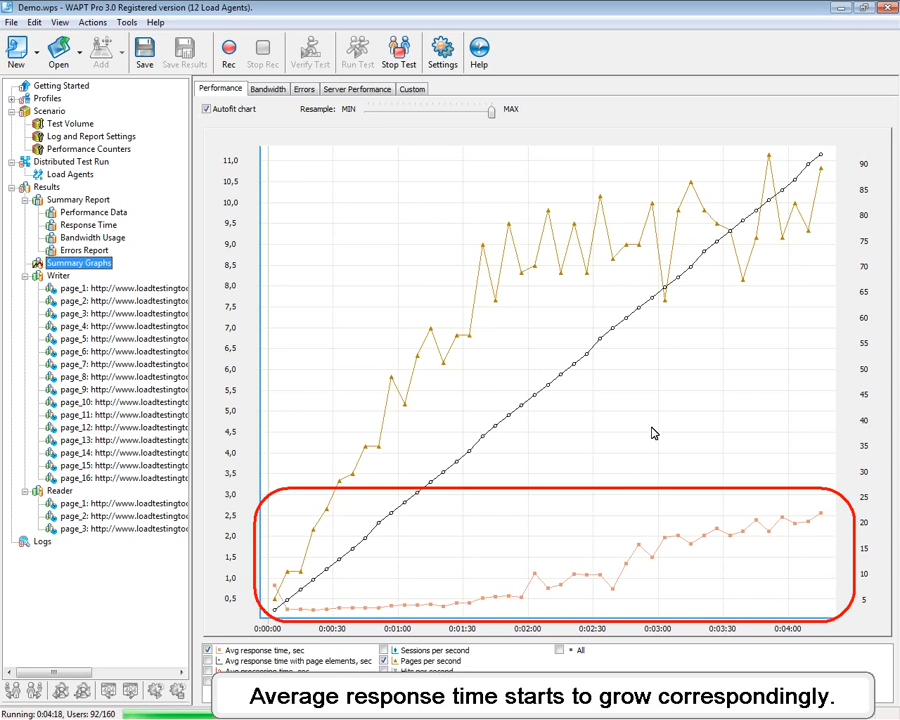 Demo.wps - WAPT Pro 3.0 Registered version (12 Load Agents).
File Edit View Actions Tools Help
New Open Add Save Save Results Rec Stop Rec Verify Test Run Test Stop Test Settings Help
Getting Started
Profiles
Scenario
Test Volume
Log and Report Settings
Performance Counters
Distributed Test Run
Load Agents
Results
Summary Report
Performance Data
Response Time
Bandwidth Usage
Errors Report
Summary Graphs
Writer
page_1: http://www.loadtestingtoo
page_2: http://www.loadtestingtoo
page_3: http://www.loadtestingtoo
page_4: http://www.loadtestingtoo
page_5: http://www.loadtestingtoo
page_6: http://www.loadtestingtoo
page_7: http://www.loadtestingtoo
page_8: http://www.loadtestingtoo
page_9: http://www.loadtestingtoo
page_10: http://www.loadtestingto
page_11: http://www.loadtestingto
page_12: http://www.loadtestingto
page_13: http://www.loadtestingto
page_14: http://www.loadtestingto
page_15: http://www.loadtestingto
page_16: http://www.loadtestingto
Reader
page_1: http://www.loadtestingtoo
page_2: http://www.loadtestingtoo
page_3: http://www.loadtestingtoo
Logs
Performance Bandwidth Errors Server Performance Custom
Autofit chart Resample: MIN MAX
11,0
10,5
10,0
9,5
9,0
8,5
8,0
7,5
7,0
6,5
6,0
5,5
5,0
4,5
4,0
3,5
3,0
2,5
2,0
1,5
1,0
0,5
90
85
80
75
70
65
60
55
50
45
40
35
30
25
20
15
10
5
0:00:00 0:00:30 0:01:00 0:01:30 0:02:00 0:02:30 0:03:00 0:03:30 0:04:00
Avg response time, sec Sessions per second * All
Avg response time with page elements, sec Pages per second
Average response time starts to grow correspondingly.
Running: 0:04:18, Users: 92/160